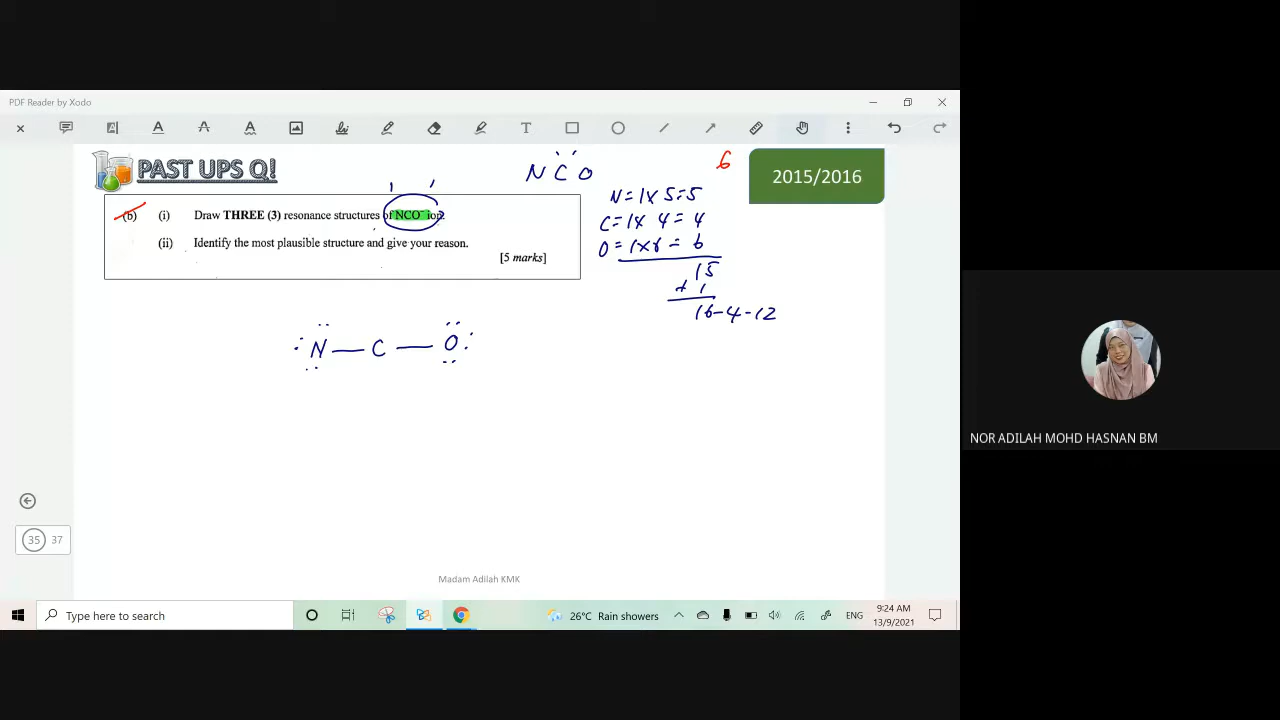 PDF Reader by Xodo
PAST UPS Q!
N C O
6
2015/2016
(b) (i) Draw THREE (3) resonance structures of NCO⁻ ion.
(ii) Identify the most plausible structure and give your reason.
[5 marks]
N = 1 x 5 = 5
C = 1 x 4 = 4
O = 1 x 6 = 6
15
+ 1
16 - 4 - 12
N — C — O
NOR ADILAH MOHD HASNAN BM
35 37
Madam Adilah KMK
Type here to search
26°C Rain showers
ENG
9:24 AM
13/9/2021